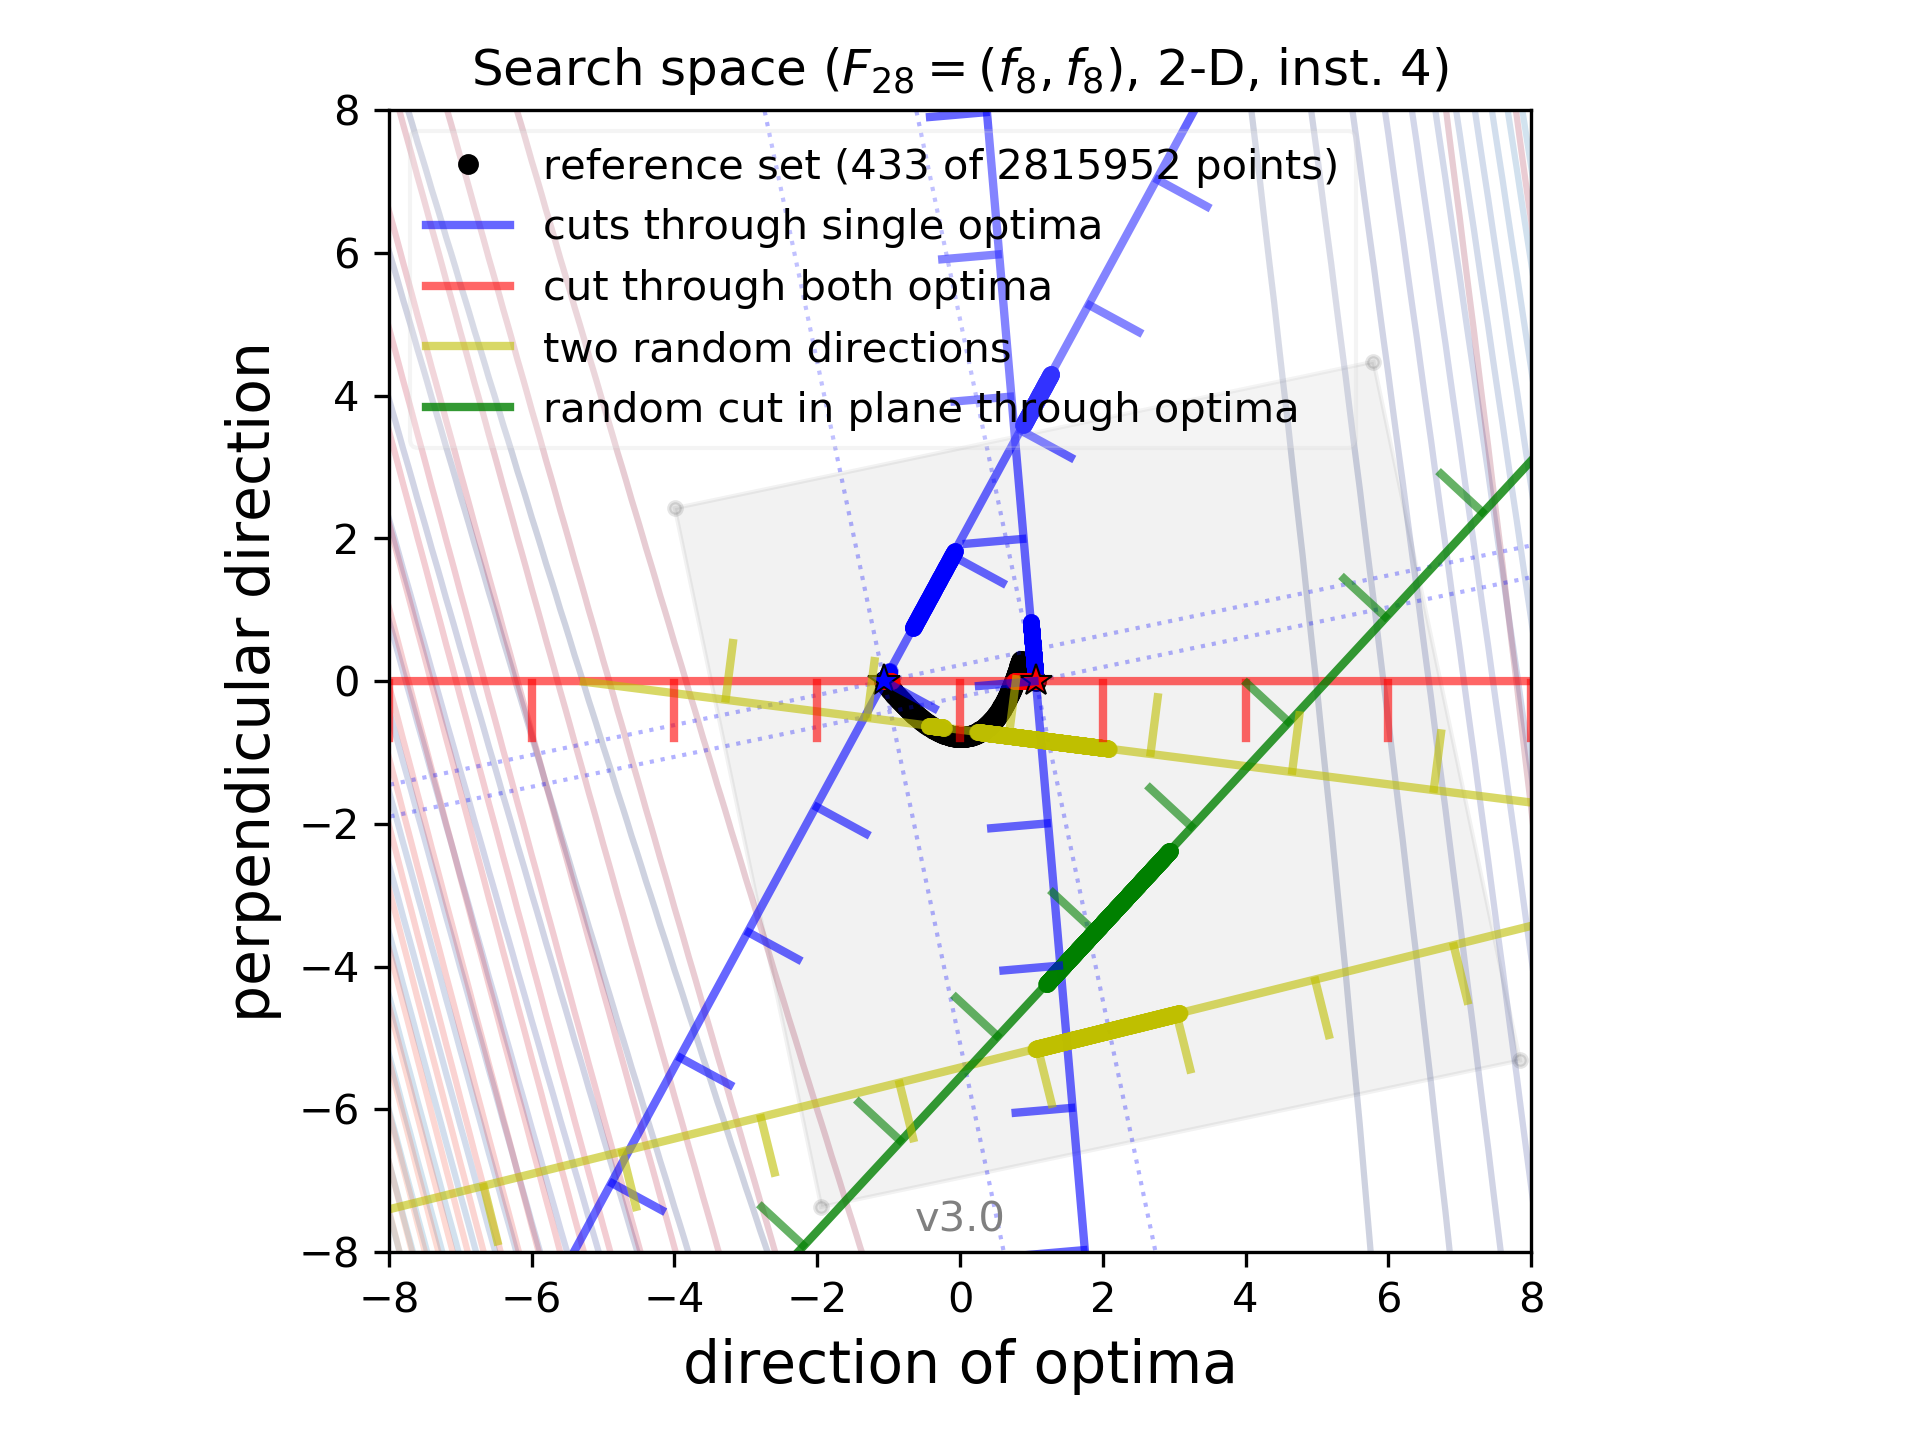 Search space (F28 = (f8, f8), 2-D, inst. 4)
8
6
4
2
0
−2
−4
−6
−8
perpendicular direction
reference set (433 of 2815952 points)
cuts through single optima
cut through both optima
two random directions
random cut in plane through optima
v3.0
−8 −6 −4 −2 0 2 4 6 8
direction of optima